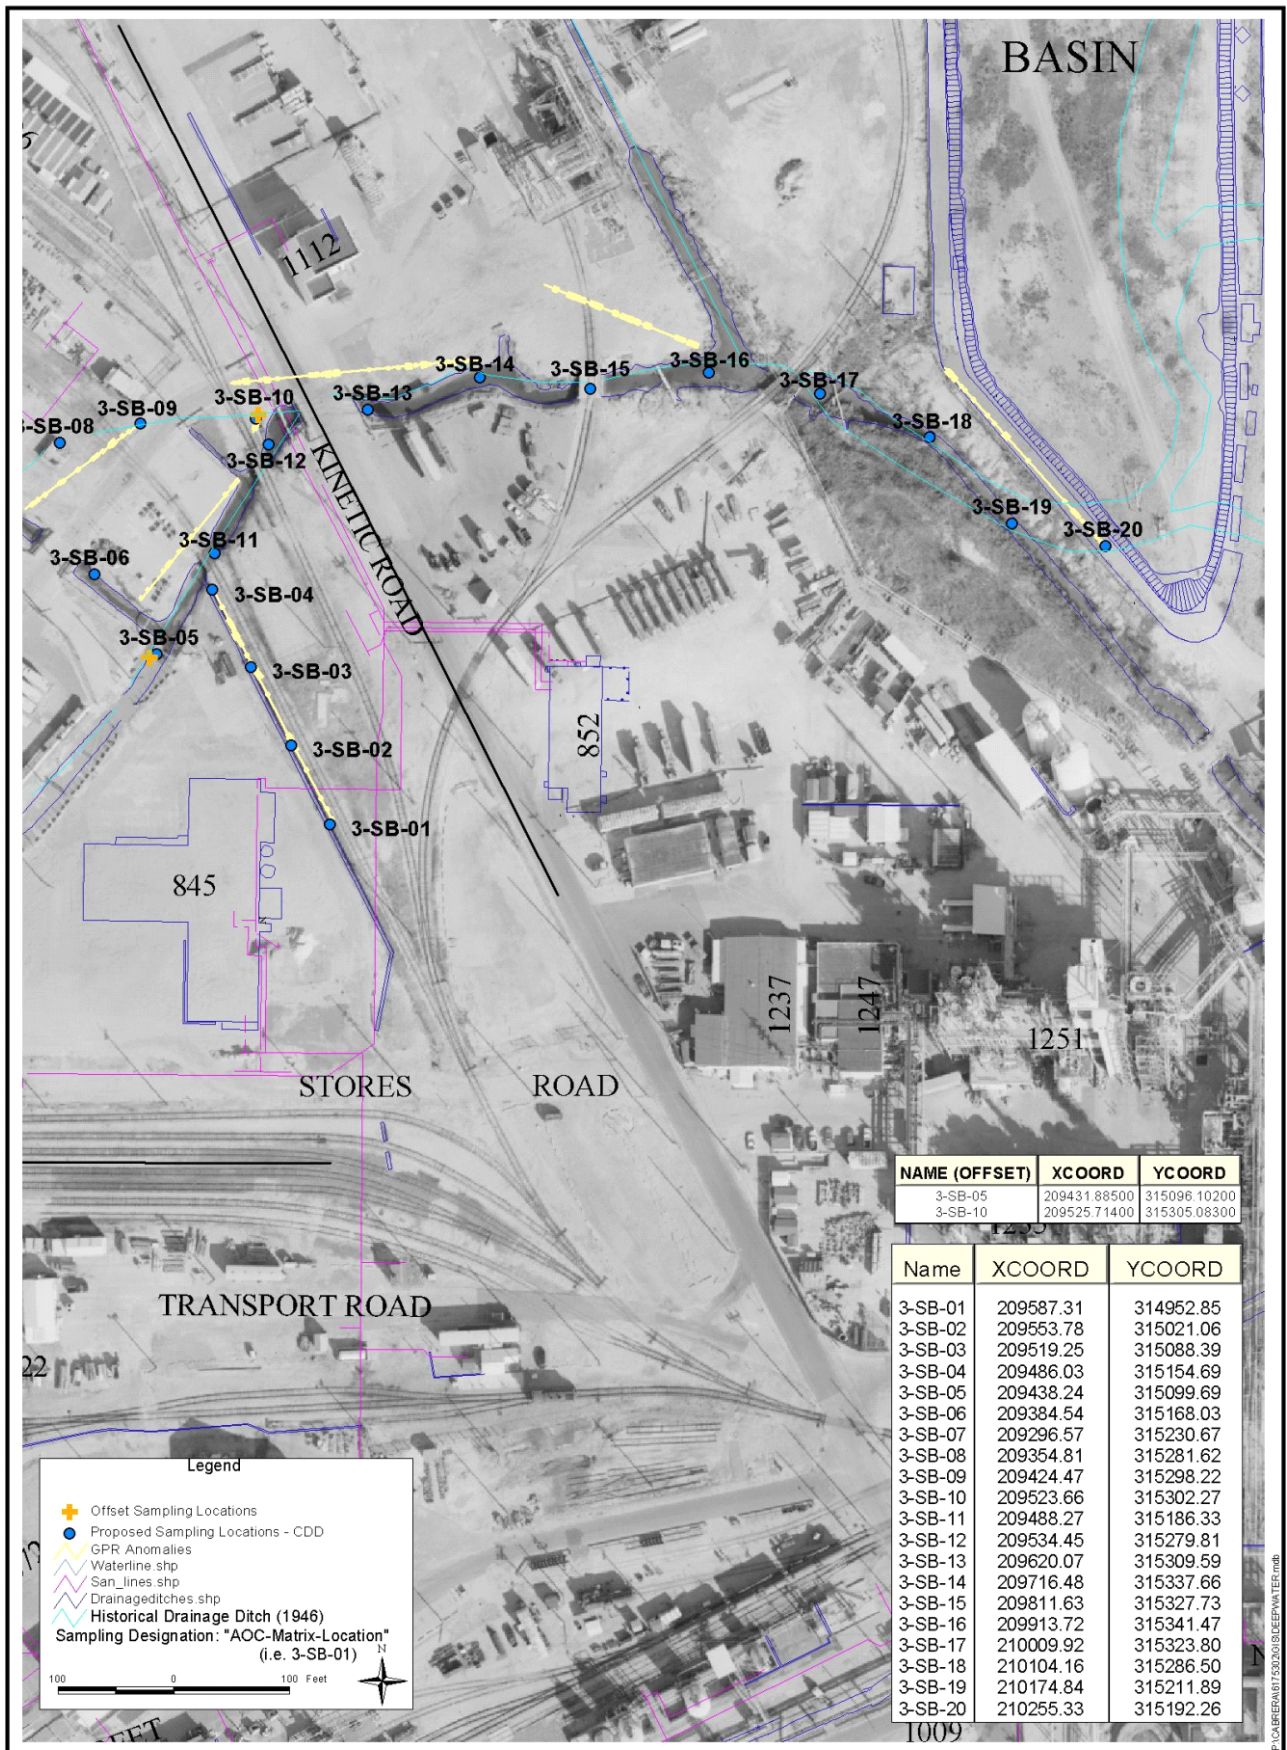 BASIN
6
1112
3-SB-16
3-SB-14
3-SB-15
3-SB-17
3-SB-13
3-SB-10
3-SB-09
3-SB-08
3-SB-18
3-SB-12
KINETIC ROAD
3-SB-19
3-SB-20
3-SB-11
3-SB-06
3-SB-04
3-SB-05
3-SB-03
852
3-SB-02
3-SB-01
845
N
1237
1247
1251
STORES ROAD
NAME (OFFSET) XCOORD YCOORD
3-SB-05 209431.88500 315096.10200
3-SB-10 209525.71400 315305.08300
Name XCOORD YCOORD
3-SB-01 209587.31 314952.85
3-SB-02 209553.78 315021.06
3-SB-03 209519.25 315088.39
3-SB-04 209486.03 315154.69
3-SB-05 209438.24 315099.69
3-SB-06 209384.54 315168.03
3-SB-07 209296.57 315230.67
3-SB-08 209354.81 315281.62
3-SB-09 209424.47 315298.22
3-SB-10 209523.66 315302.27
3-SB-11 209488.27 315186.33
3-SB-12 209534.45 315279.81
3-SB-13 209620.07 315309.59
3-SB-14 209716.48 315337.66
3-SB-15 209811.63 315327.73
3-SB-16 209913.72 315341.47
3-SB-17 210009.92 315323.80
3-SB-18 210104.16 315286.50
3-SB-19 210174.84 315211.89
3-SB-20 210255.33 315192.26
TRANSPORT ROAD
22
Legend
Offset Sampling Locations
Proposed Sampling Locations - CDD
GPR Anomalies
Waterline.shp
San_lines.shp
Drainageditches.shp
Historical Drainage Ditch (1946)
Sampling Designation: "AOC-Matrix-Location"
(i.e. 3-SB-01)
N
100 0 100 Feet
1009